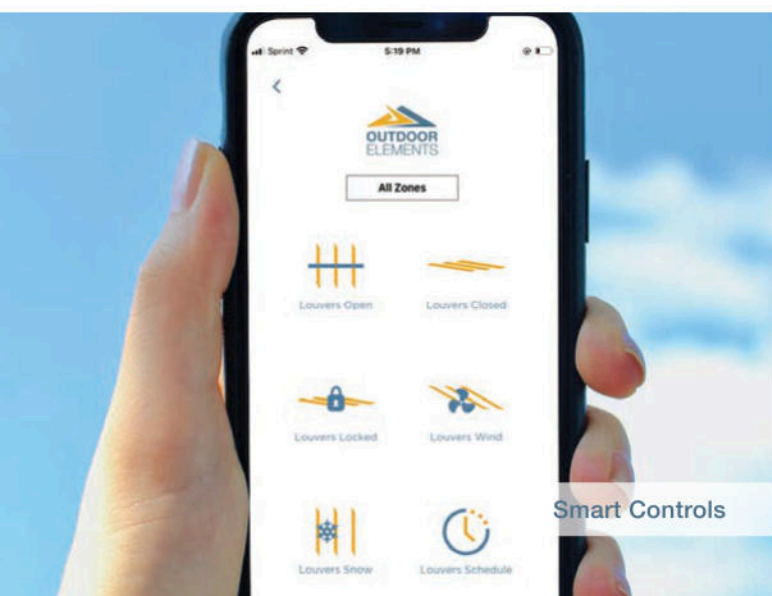 Sprint 5:19 PM
OUTDOOR
ELEMENTS
All Zones
Louvers Open Louvers Closed
Louvers Locked Louvers Wind
Smart Controls
Louvers Snow Louvers Schedule